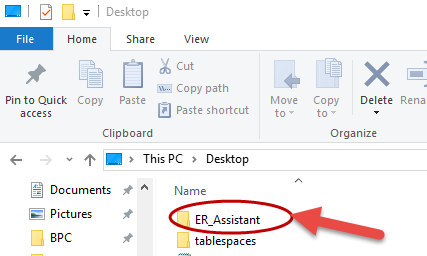 Desktop
File Home Share View
Pin to Quick access
Copy
Paste
Cut
Copy path
Paste shortcut
Move to
Copy to
Delete
Clipboard
Organize
This PC > Desktop
Documents
Pictures
BPC
Name
ER_Assistant
tablespaces